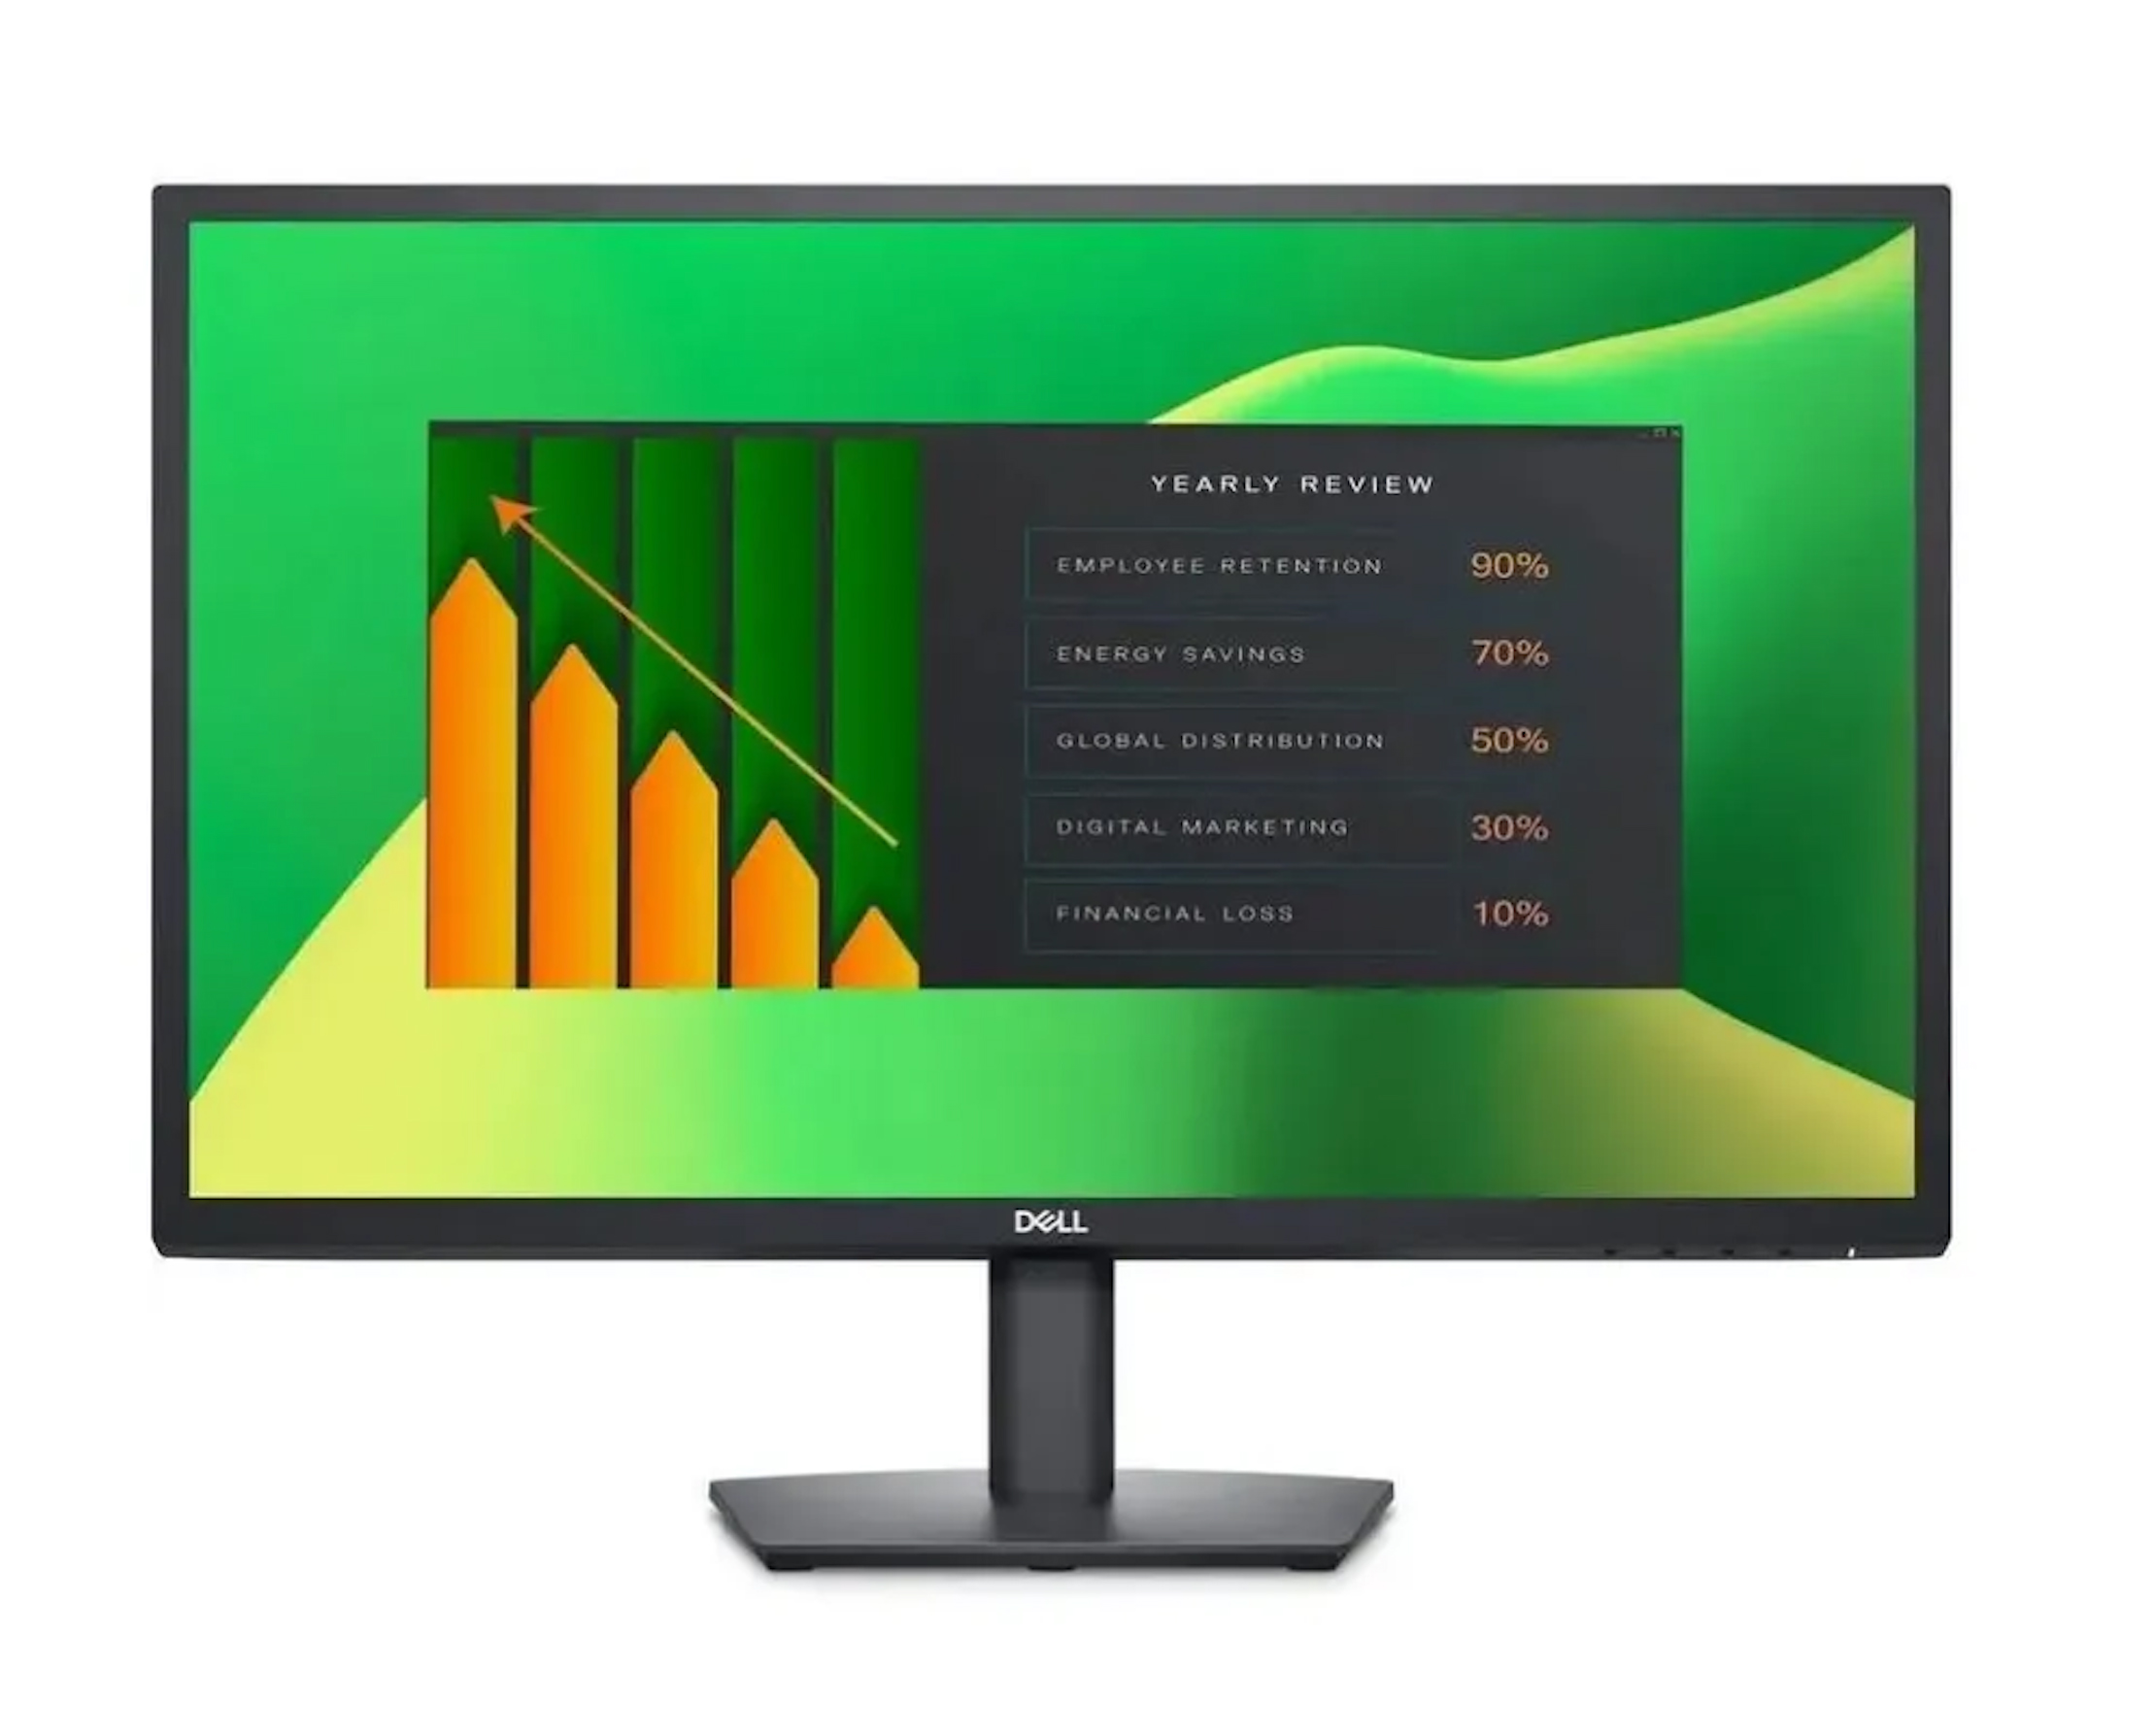 YEARLY REVIEW
EMPLOYEE RETENTION 90%
ENERGY SAVINGS 70%
GLOBAL DISTRIBUTION 50%
DIGITAL MARKETING 30%
FINANCIAL LOSS 10%
DELL